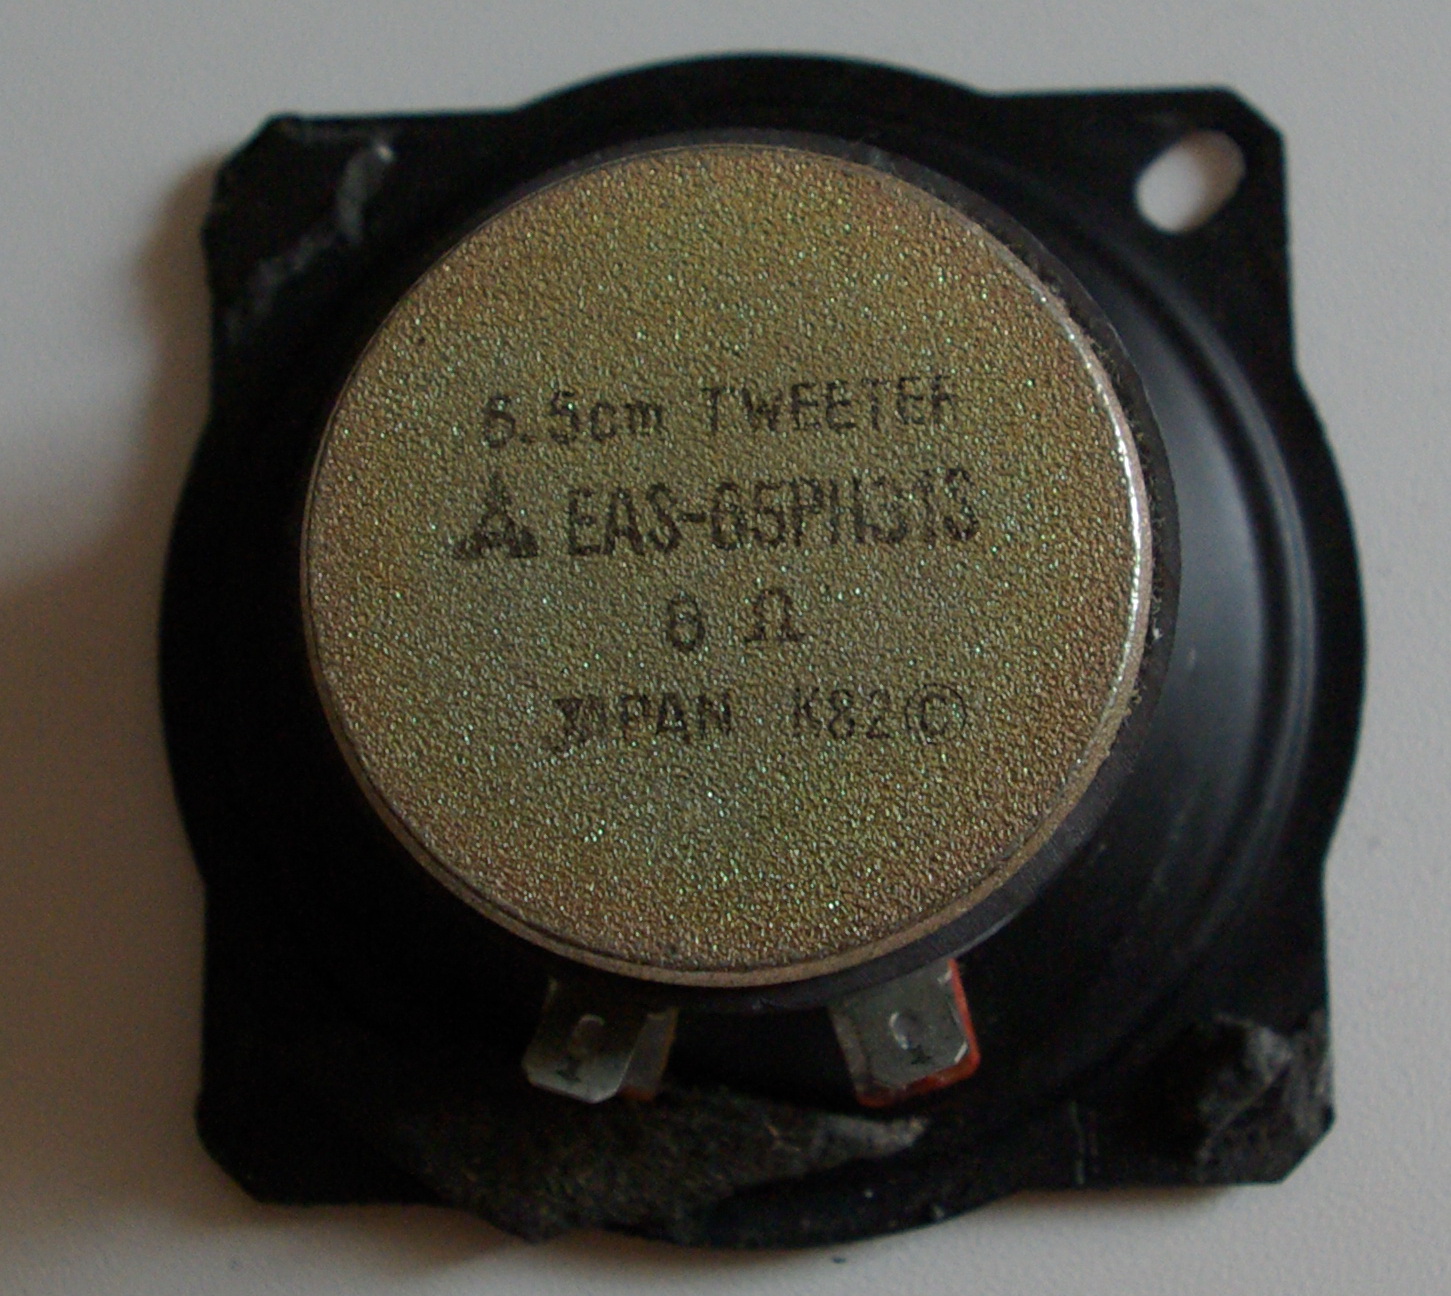 6.5cm TWEETER
EAS-65PH31S
8 Ω
JAPAN K82(C)